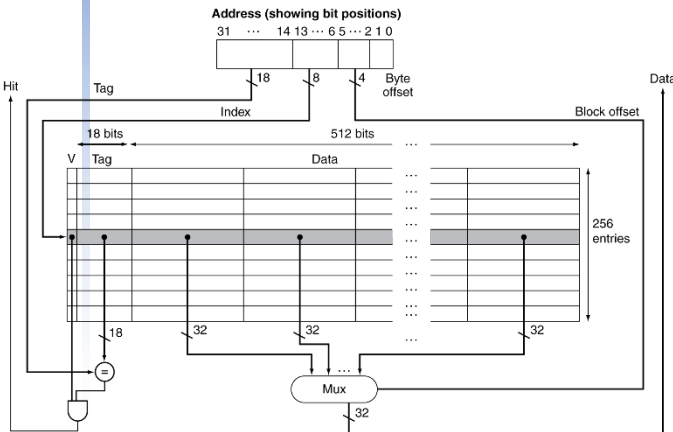 Address (showing bit positions)
31 ··· 14 13 ··· 6 5 ··· 2 1 0
18 8 4 Byte
offset
Hit
Data
Tag
Index
Block offset
18 bits
512 bits
···
V Tag Data
···
···
···
···
···
···
···
···
···
···
256
entries
18 32 32 ··· 32
=
···
Mux
32